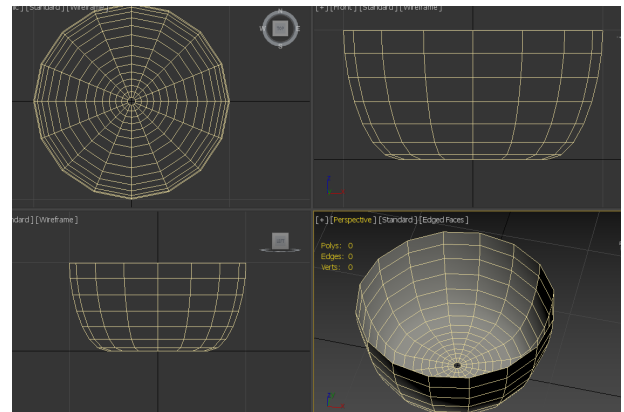 ] [Standard ] [Wireframe ]
N
W
E
S
[+] [Front ] [Standard ] [Wireframe ]
dard ] [Wireframe ]
[+] [Perspective ] [Standard ] [Edged Faces ]
Polys: 0
Edges: 0
Verts: 0